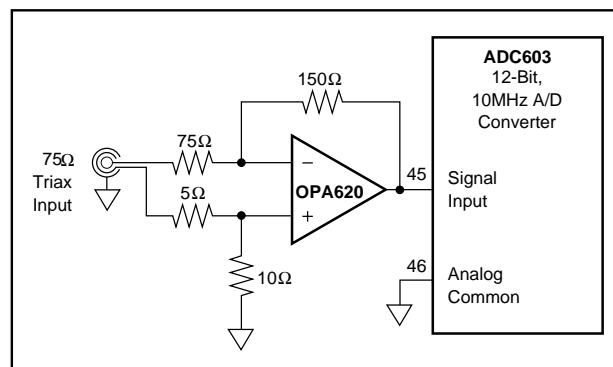 ADC603
12-Bit,
10MHz A/D
Converter
150Ω
75Ω
Triax
Input
75Ω
5Ω
10Ω
–
+
OPA620
45
Signal
Input
46
Analog
Common